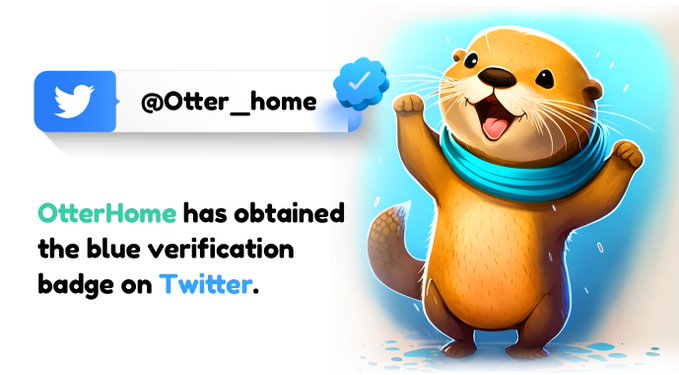 @Otter_home
OtterHome has obtained
the blue verification
badge on Twitter.